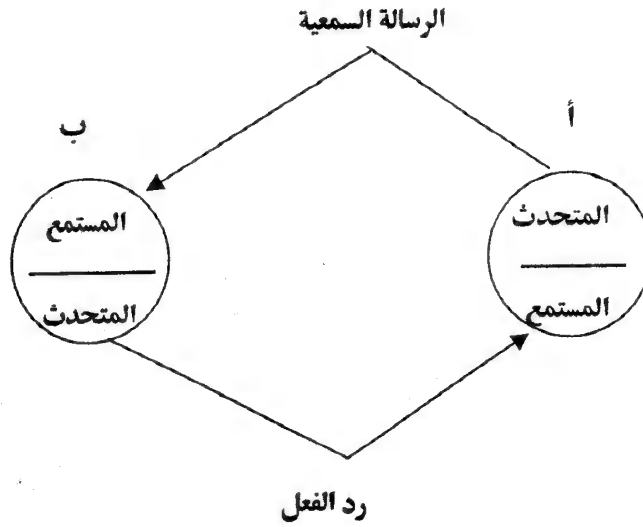 الرسالة السمعية
أ
ب
المتحدث
المستمع
المستمع
المتحدث
رد الفعل